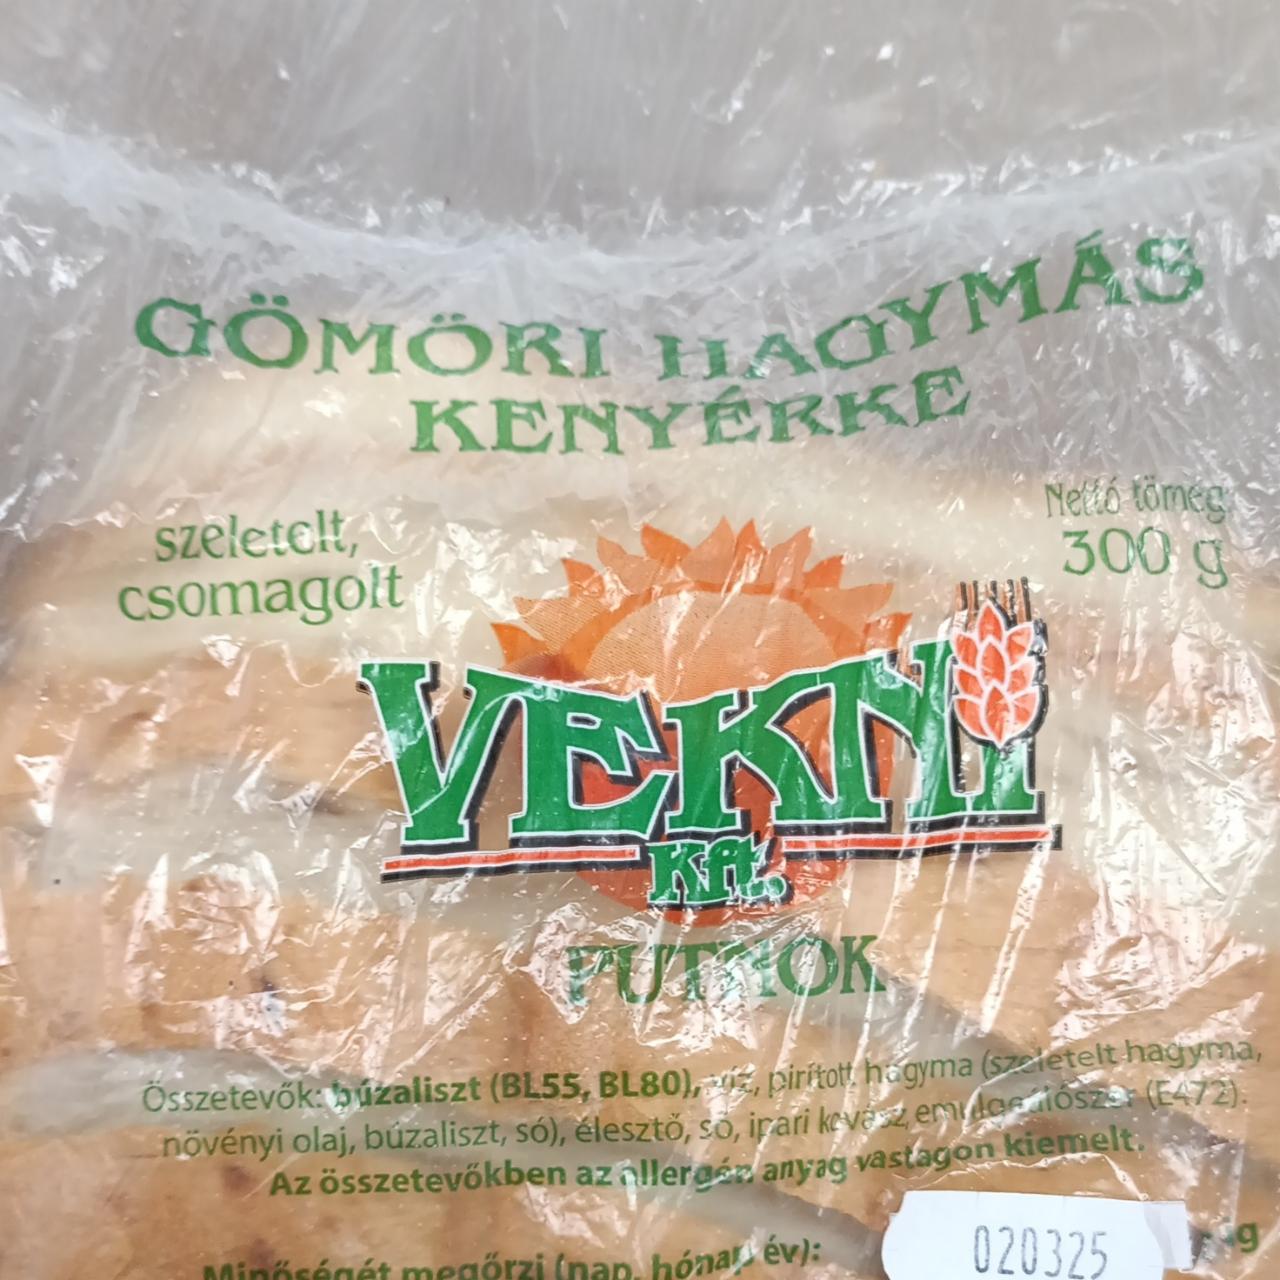 GÖMÖRI HAGYMÁS
KENYÉRKE
szeletelt,
csomagolt
Nettó tömeg
300 g
VEKNI
Kft.
PUTNOK
Összetevők: búzaliszt (BL55, BL80), víz, pirított hagyma (szeletelt hagyma,
növényi olaj, búzaliszt, só), élesztő, só, ipari kovász, emulgeálószer (E472).
Az összetevőkben az allergén anyag vastagon kiemelt.
Minőségét megőrzi (nap, hónap, év):
020325